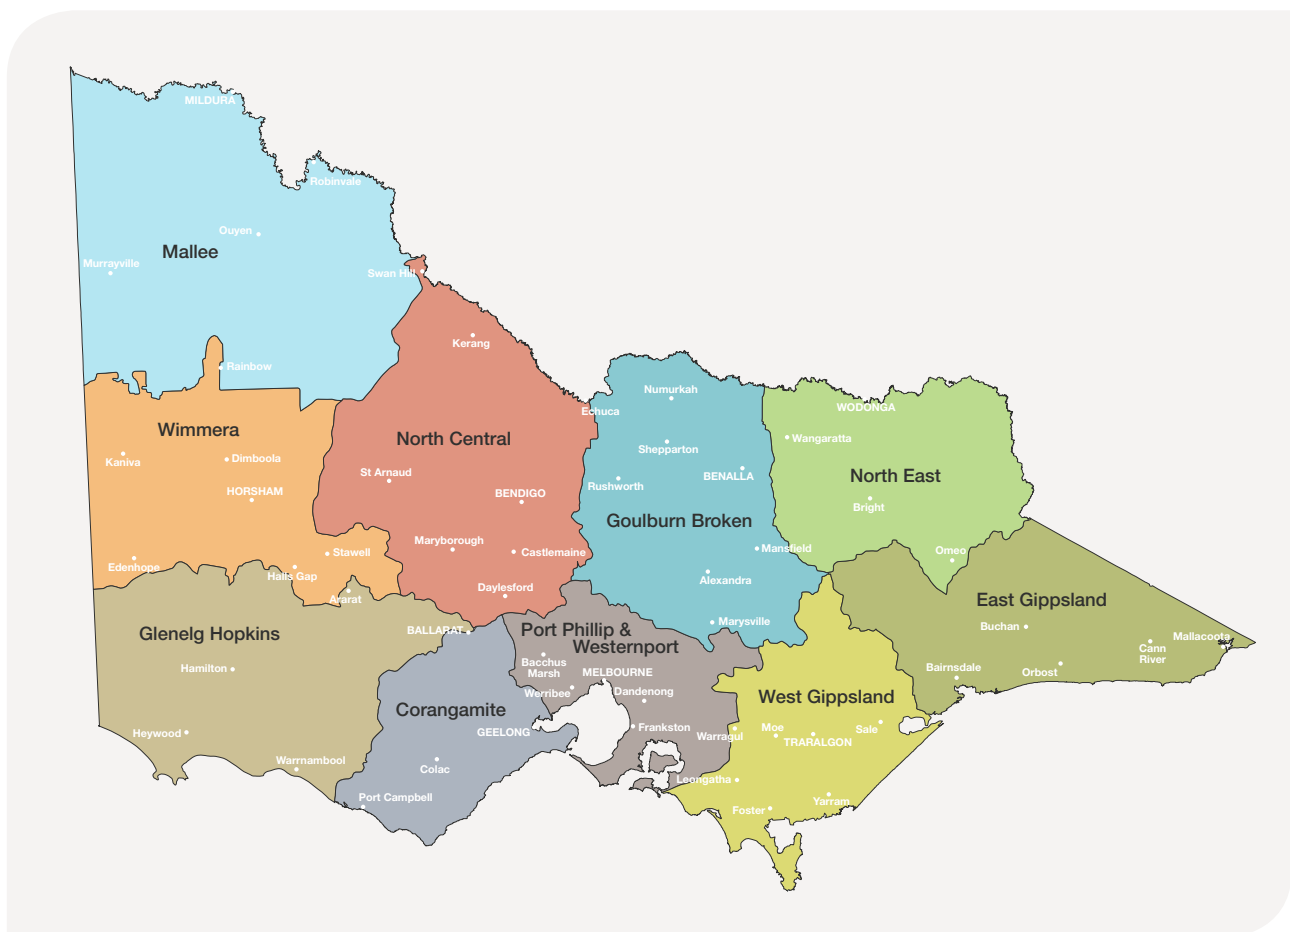 MILDURA
Robinvale
Ouyen
Mallee
Murrayville
Swan Hill
Kerang
Rainbow
Numurkah
Echuca
WODONGA
Wimmera
North Central
Wangaratta
Shepparton
Kaniva
Dimboola
St Arnaud
BENALLA
North East
HORSHAM
BENDIGO
Rushworth
Bright
Goulburn Broken
Maryborough
Castlemaine
Mansfield
Stawell
Omeo
Edenhope
Halls Gap
Alexandra
Daylesford
Ararat
East Gippsland
Marysville
Buchan
BALLARAT
Port Phillip &
Westernport
Glenelg Hopkins
Mallacoota
Cann
River
Bacchus
Marsh
MELBOURNE
Hamilton
Bairnsdale
Orbost
Werribee
Dandenong
West Gippsland
Corangamite
GEELONG
Frankston
Warragul
Moe
Sale
TRARALGON
Heywood
Warrnambool
Colac
Leongatha
Port Campbell
Foster
Yarram